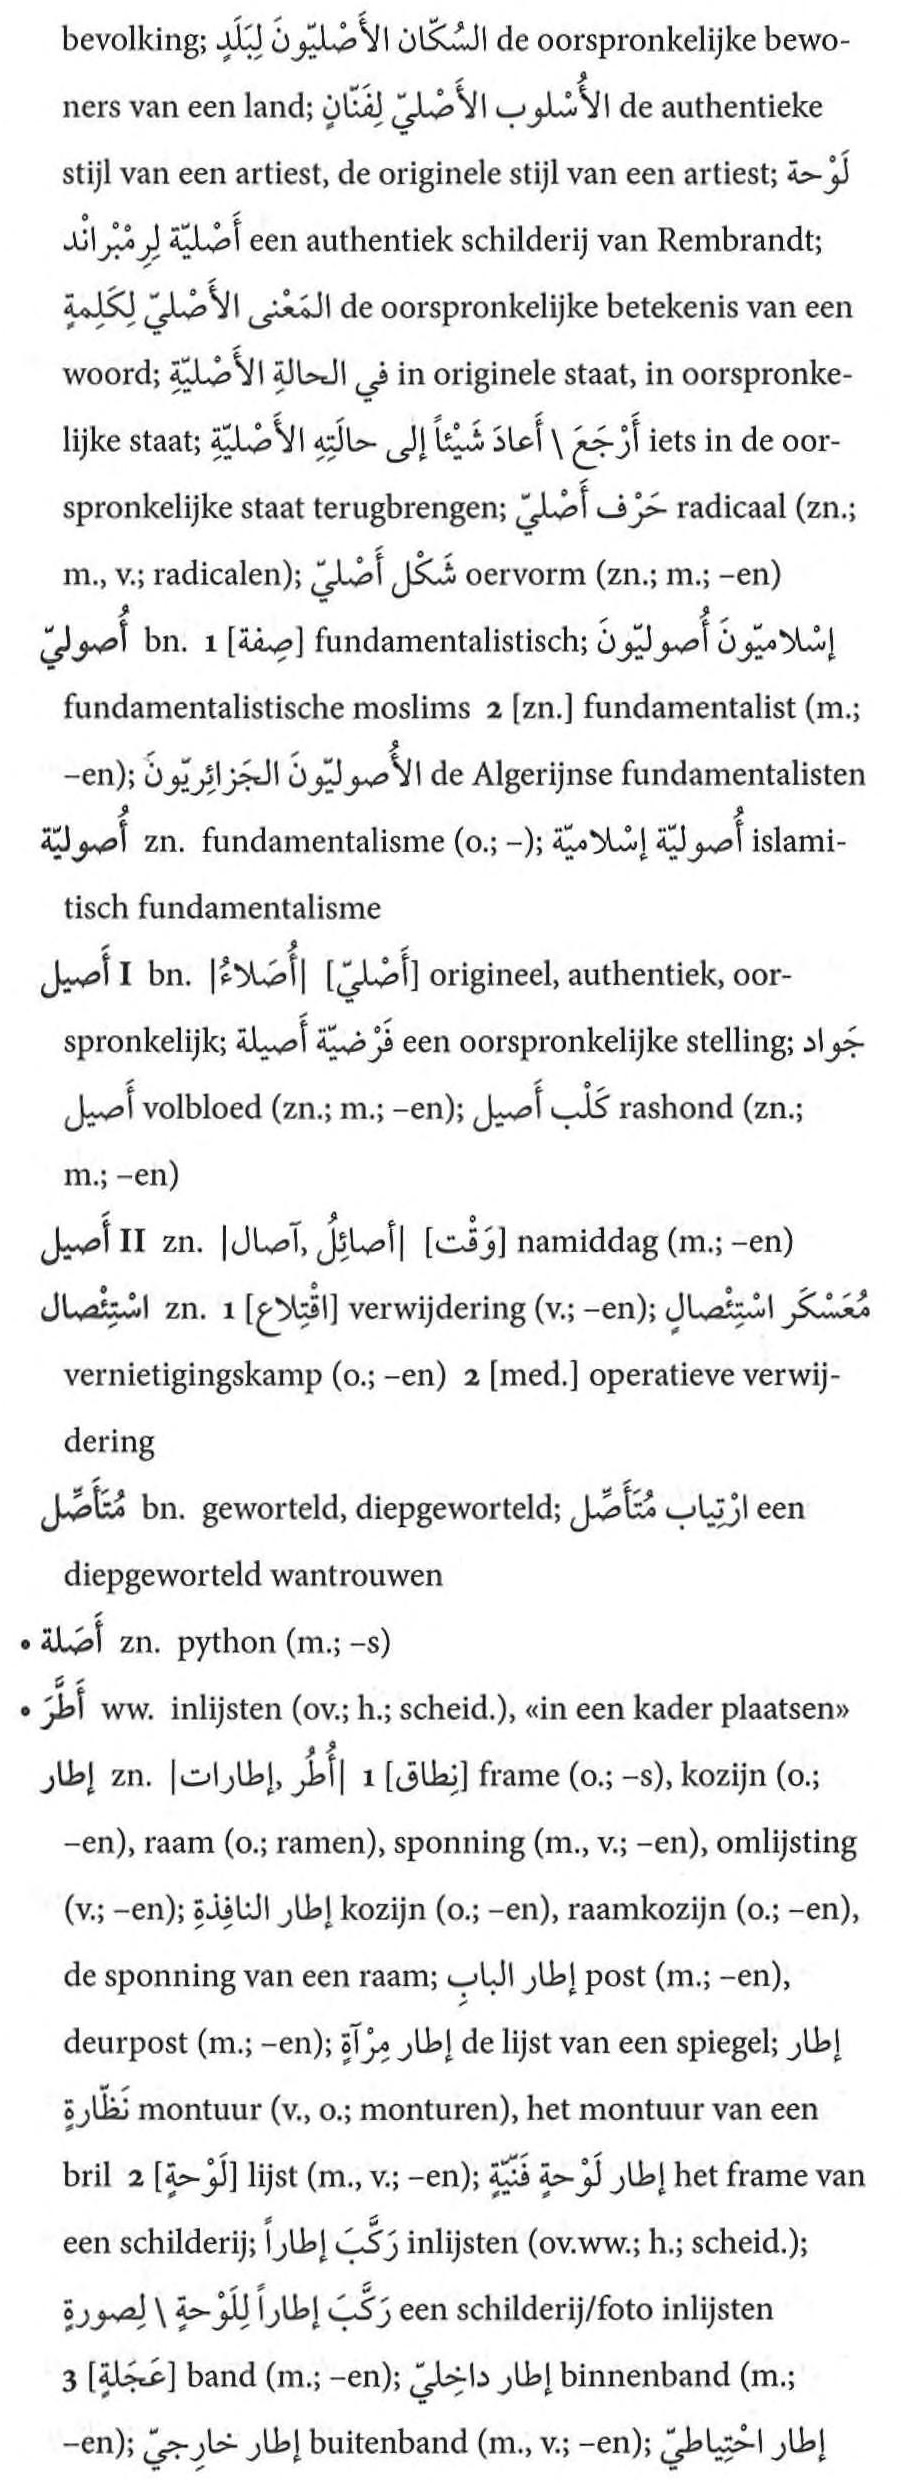 bevolking; السُكّان الأَصْليّونَ لِبَلَدٍ de oorspronkelijke bewo-
ners van een land; الأُسْلوب الأَصْليّ لِفَنّانٍ de authentieke
stijl van een artiest, de originele stijl van een artiest; لَوْحة
أَصْليّة لِرِمْبْرانْد een authentiek schilderij van Rembrandt;
المَعْنى الأَصْليّ لِكَلِمةٍ de oorspronkelijke betekenis van een
woord; في الحالةِ الأَصْليّةِ in originele staat, in oorspronke-
lijke staat; أَرْجَعَ \ أَعادَ شَيْئاً إلى حالَتِهِ الأَصْليّةِ iets in de oor-
spronkelijke staat terugbrengen; حَرْف أَصْليّ radicaal (zn.;
m., v.; radicalen); شَكْل أَصْليّ oervorm (zn.; m.; –en)
أُصوليّ bn. 1 [صِفة] fundamentalistisch; إسْلاميّونَ أُصوليّونَ
fundamentalistische moslims 2 [zn.] fundamentalist (m.;
–en); الأُصوليّونَ الجَزائِريّونَ de Algerijnse fundamentalisten
أُصوليّة zn. fundamentalisme (o.; –); أُصوليّة إسْلاميّة islami-
tisch fundamentalisme
أَصيل I bn. |أُصَلاءُ| [أَصْليّ] origineel, authentiek, oor-
spronkelijk; فَرْضيّة أَصيلة een oorspronkelijke stelling; جَواد
أَصيل volbloed (zn.; m.; –en); كَلْب أَصيل rashond (zn.;
m.; –en)
أَصيل II zn. |أصائِلُ, آصال| [وَقْت] namiddag (m.; –en)
اسْتِئْصال zn. 1 [اقْتِلاع] verwijdering (v.; –en); مُعَسْكَر اسْتِئْصالٍ
vernietigingskamp (o.; –en) 2 [med.] operatieve verwij-
dering
مُتَأَصِّل bn. geworteld, diepgeworteld; ارْتِياب مُتَأَصِّل een
diepgeworteld wantrouwen
• أَصَلة zn. python (m.; –s)
• أَطَّرَ ww. inlijsten (ov.; h.; scheid.), «in een kader plaatsen»
إطار zn. |أُطُر, إطارات| 1 [نِطاق] frame (o.; –s), kozijn (o.;
–en), raam (o.; ramen), sponning (m., v.; –en), omlijsting
(v.; –en); إطار النافِذةِ kozijn (o.; –en), raamkozijn (o.; –en),
de sponning van een raam; إطار البابِ post (m.; –en),
deurpost (m.; –en); إطار مِرْآةٍ de lijst van een spiegel; إطار
نَظّارةٍ montuur (v., o.; monturen), het montuur van een
bril 2 [لَوْحةٍ] lijst (m., v.; –en); إطار لَوْحةٍ فَنّيّةٍ het frame van
een schilderij; رَكَّبَ إطاراً inlijsten (ov.ww.; h.; scheid.);
رَكَّبَ إطاراً لِلَوْحةٍ \ لِصورةٍ een schilderij/foto inlijsten
3 [عَجَلةٍ] band (m.; –en); إطار داخِليّ binnenband (m.;
–en); إطار خارِجيّ buitenband (m., v.; –en); إطار احْتِياطيّ